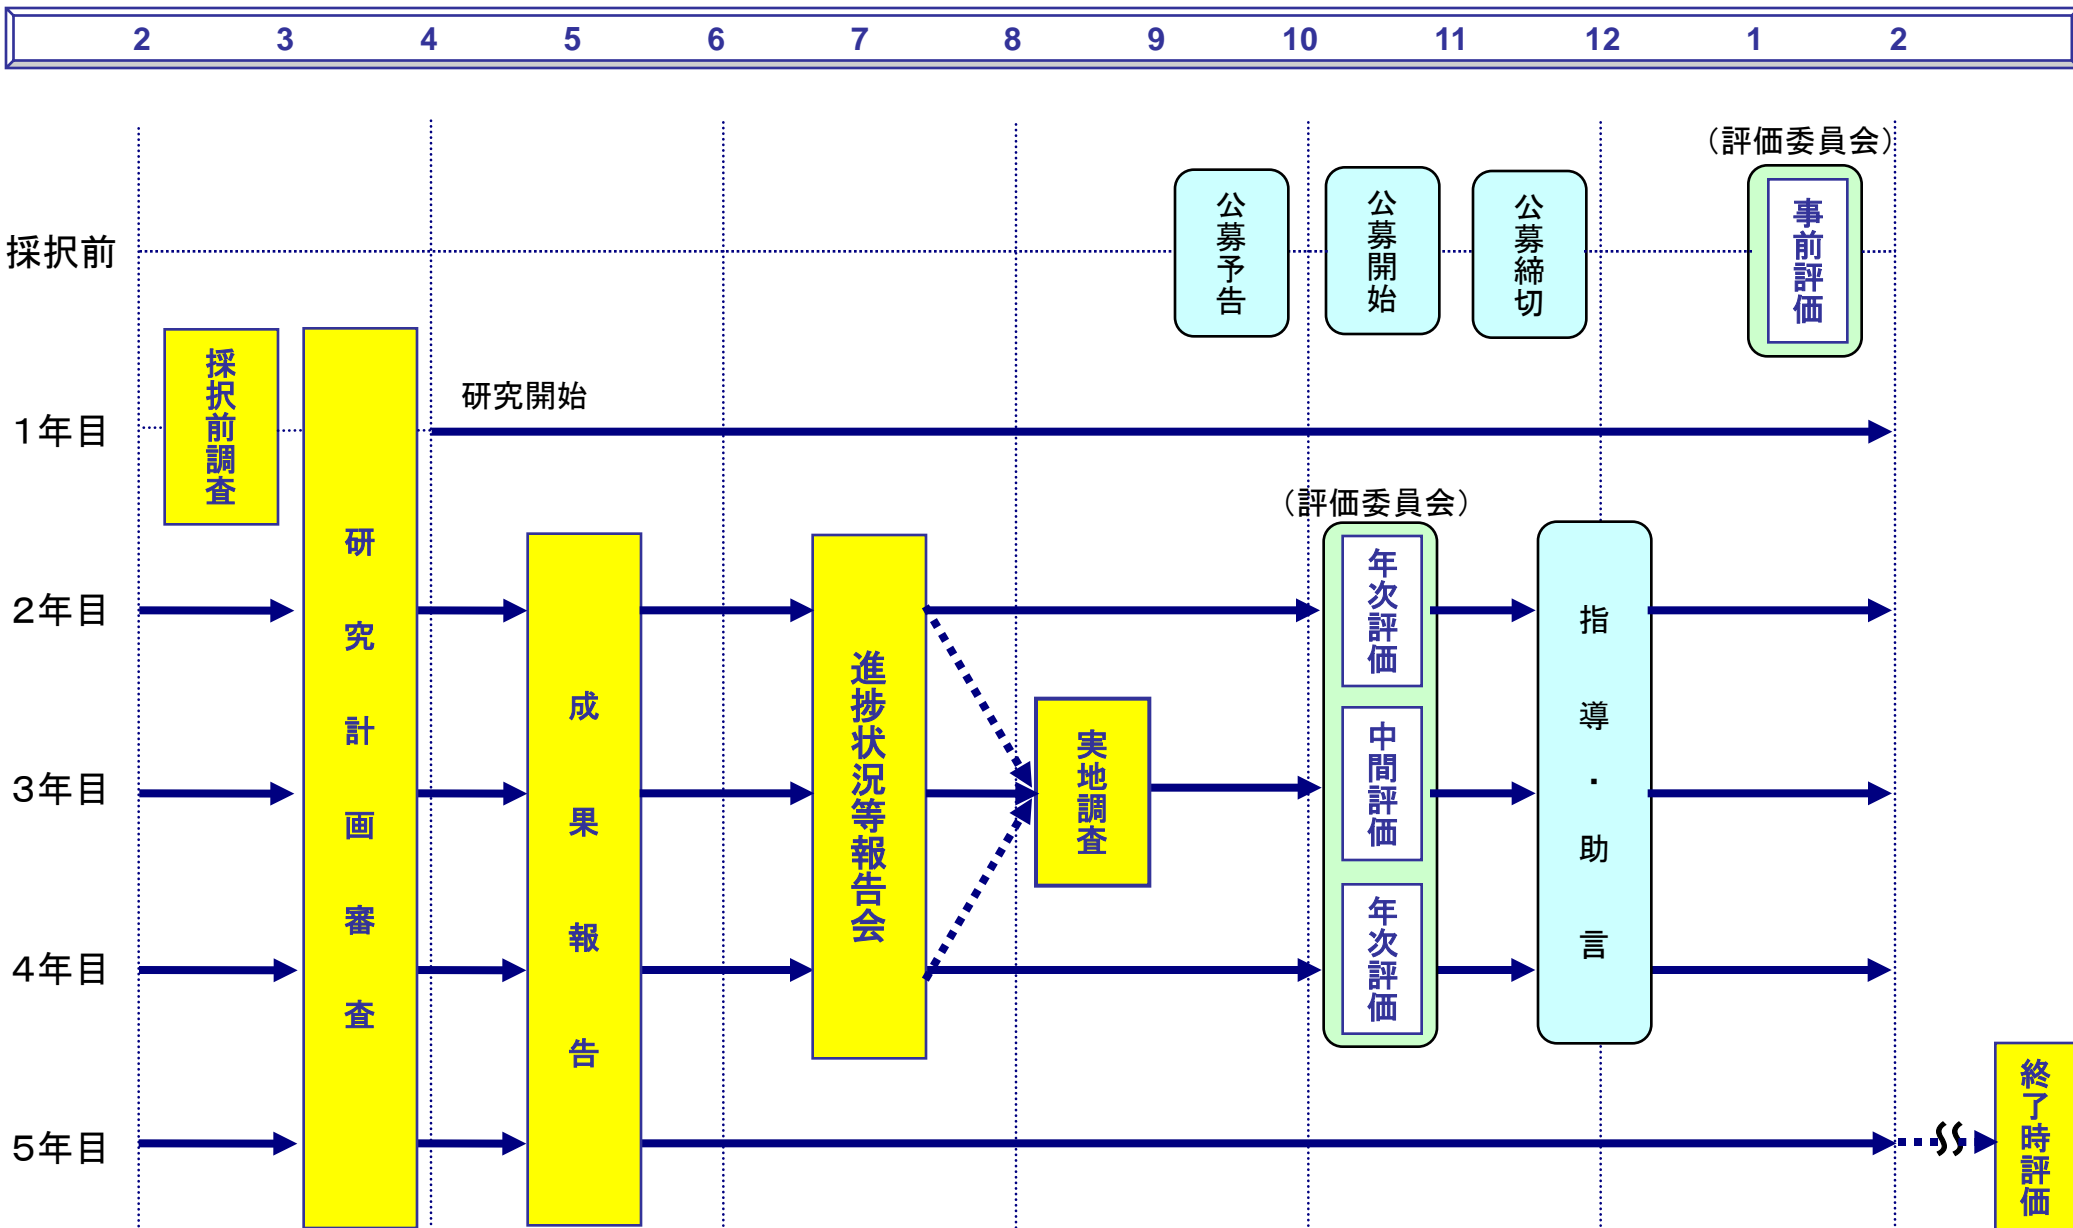 2 3 4 5 6 7 8 9 10 11 12 1 2
（評価委員会）
採択前
公募予告
公募開始
公募締切
事前評価
1年目
採択前調査
研究計画審査
研究開始
（評価委員会）
2年目
3年目
4年目
5年目
成果報告
進捗状況等報告会
実地調査
年次評価
中間評価
年次評価
指導・助言
終了時評価